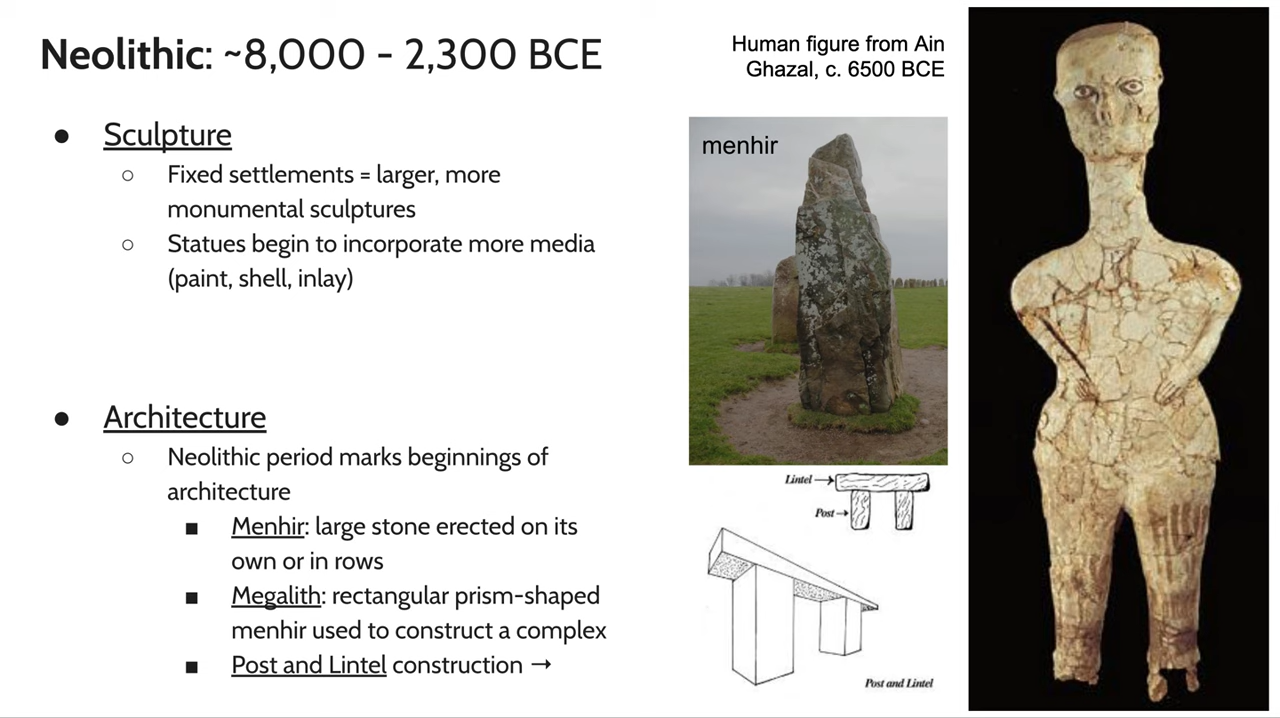 Neolithic: ~8,000 - 2,300 BCE
● Sculpture
○ Fixed settlements = larger, more
monumental sculptures
○ Statues begin to incorporate more media
(paint, shell, inlay)
● Architecture
○ Neolithic period marks beginnings of
architecture
■ Menhir: large stone erected on its
own or in rows
■ Megalith: rectangular prism-shaped
menhir used to construct a complex
■ Post and Lintel construction →
Human figure from Ain
Ghazal, c. 6500 BCE
menhir
Lintel→
Post→
Post and Lintel